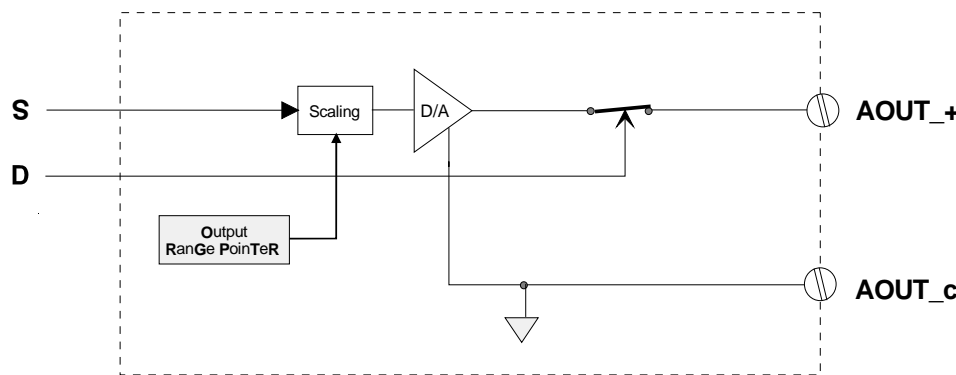 S
Scaling
D/A
AOUT_+
D
Output
RanGe PoinTeR
AOUT_c